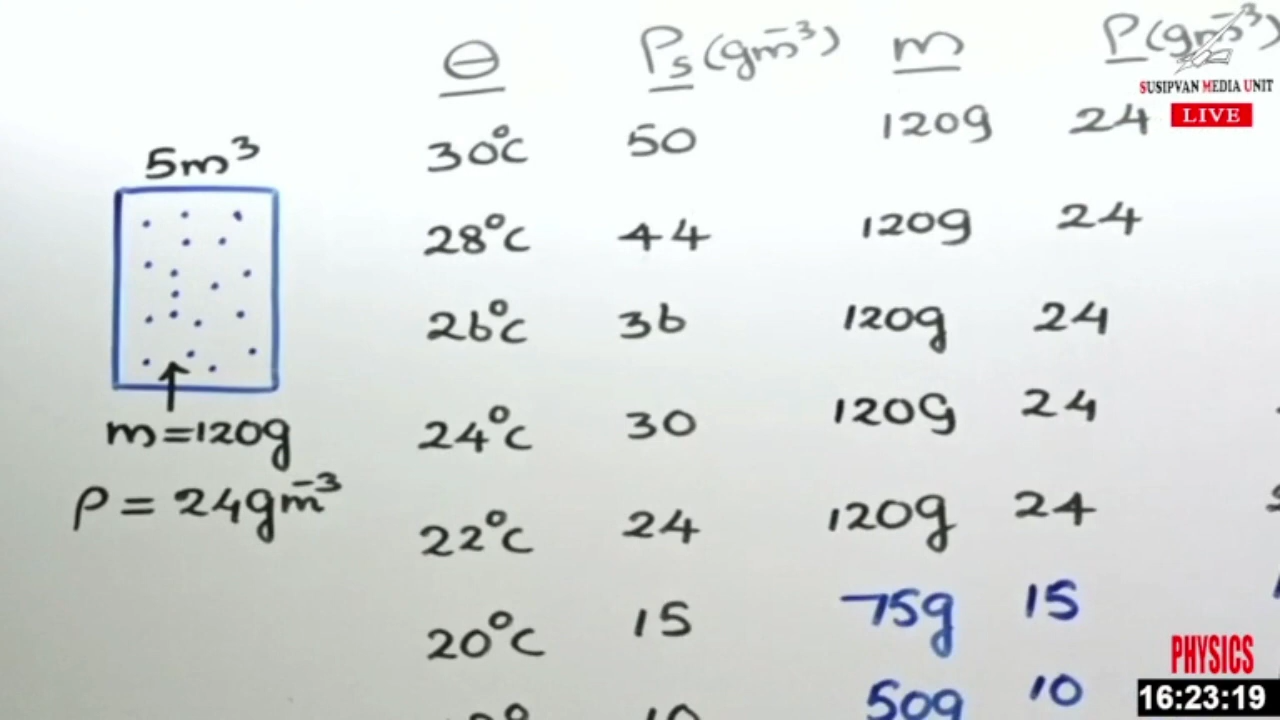 θ ρs (gm⁻³) m ρ (gm⁻³)
SUSIPVAN MEDIA UNIT
LIVE
30°C 50 120g 24
5m³
28°C 44 120g 24
26°C 36 120g 24
24°C 30 120g 24
m=120g
ρ = 24gm⁻³
22°C 24 120g 24
20°C 15 75g 15
50g 10
PHYSICS
16:23:19